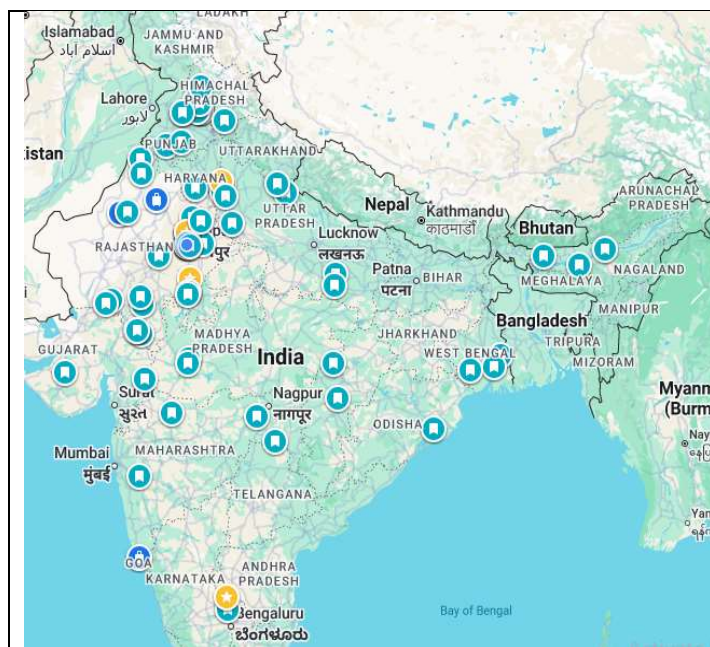 LADAKH
Islamabad
اسلام آباد
JAMMU AND
KASHMIR
HIMACHAL
PRADESH
Lahore
لاہور
PUNJAB
UTTARAKHAND
HARYANA
UTTAR
PRADESH
Nepal
Kathmandu
काठमाडौं
Bhutan
ARUNACHAL
PRADESH
RAJASTHAN
Lucknow
लखनऊ
Patna
पटना
BIHAR
MEGHALAYA
NAGALAND
MANIPUR
Bangladesh
TRIPURA
MIZORAM
GUJARAT
MADHYA
PRADESH
India
JHARKHAND
WEST BENGAL
Surat
सुरत
Nagpur
नागपूर
ODISHA
Myanm
(Burm
Mumbai
मुंबई
MAHARASHTRA
TELANGANA
GOA
KARNATAKA
ANDHRA
PRADESH
Bengaluru
ಬೆಂಗಳೂರು
Bay of Bengal